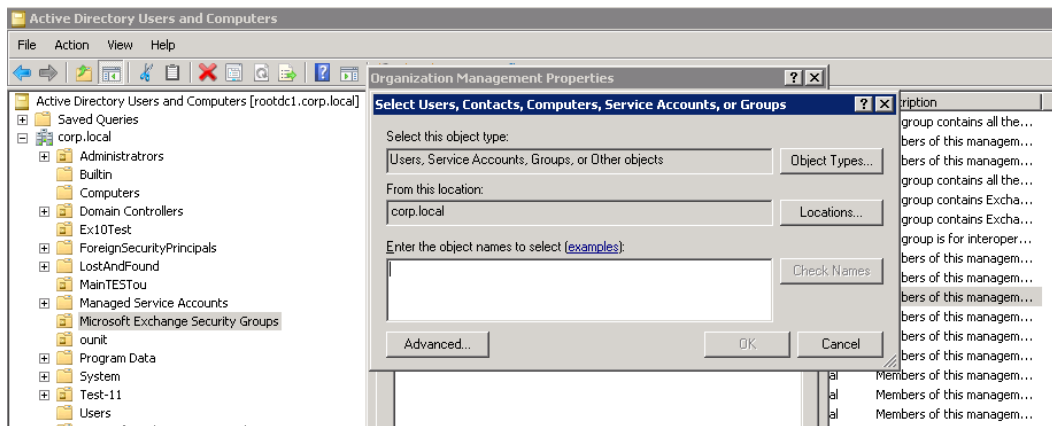 Active Directory Users and Computers
File Action View Help
Organization Management Properties
Active Directory Users and Computers [rootdc1.corp.local]
Saved Queries
corp.local
Administratrors
Builtin
Computers
Domain Controllers
Ex10Test
ForeignSecurityPrincipals
LostAndFound
MainTESTou
Managed Service Accounts
Microsoft Exchange Security Groups
ounit
Program Data
System
Test-11
Users
Select Users, Contacts, Computers, Service Accounts, or Groups
Select this object type:
Users, Service Accounts, Groups, or Other objects
Object Types...
From this location:
corp.local
Locations...
Enter the object names to select (examples):
Check Names
Advanced...
OK
Cancel
ription
group contains all the...
bers of this managem...
bers of this managem...
group contains all the...
group contains Excha...
group contains Excha...
group is for interoper...
bers of this managem...
bers of this managem...
bers of this managem...
bers of this managem...
bers of this managem...
bers of this managem...
al Members of this managem...
al Members of this managem...
al Members of this managem...